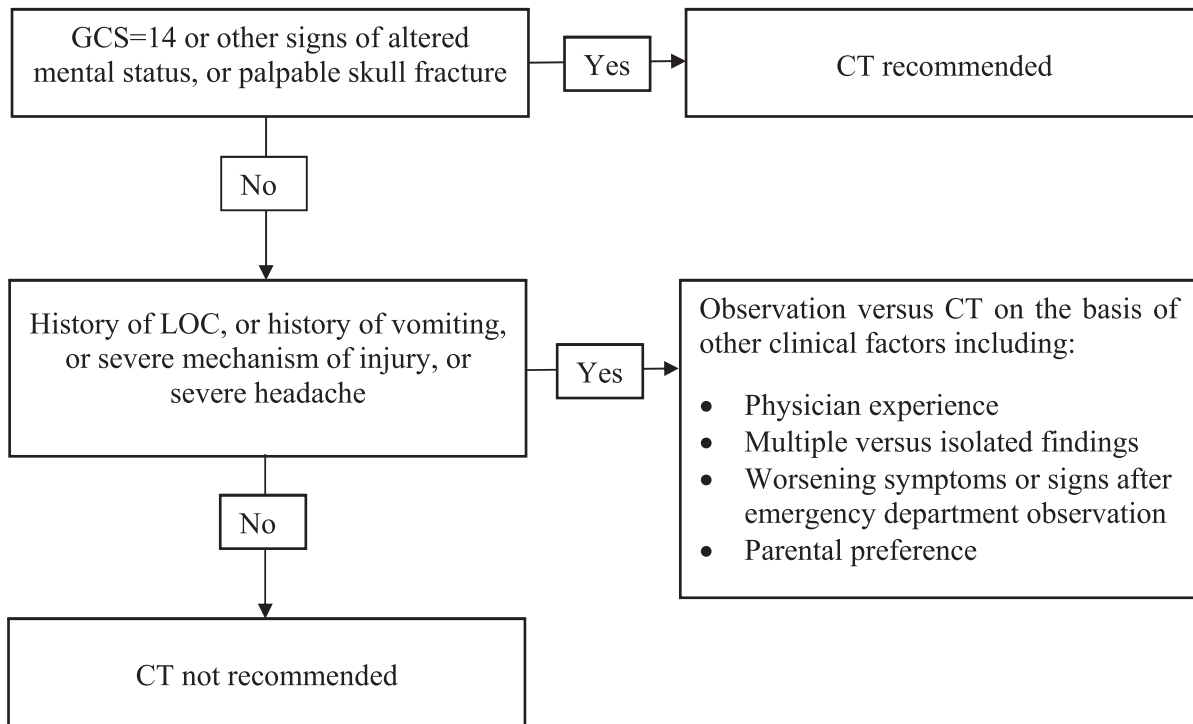 GCS=14 or other signs of altered
mental status, or palpable skull fracture
Yes
CT recommended
No
History of LOC, or history of vomiting,
or severe mechanism of injury, or
severe headache
Yes
Observation versus CT on the basis of
other clinical factors including:
• Physician experience
• Multiple versus isolated findings
• Worsening symptoms or signs after
emergency department observation
• Parental preference
No
CT not recommended